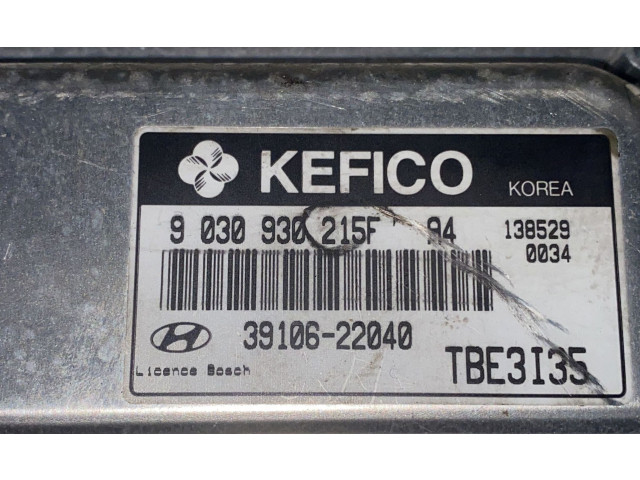 KEFICO KOREA
9 030 930 215F A4 138529
0034
39106-22040
TBE3I35
Licence Bosch